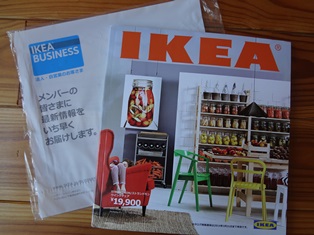 IKEA
BUSINESS
メンバーの
皆さまに
最新情報を
いち早く
お届けします。
IKEA
¥19,900
IKEA